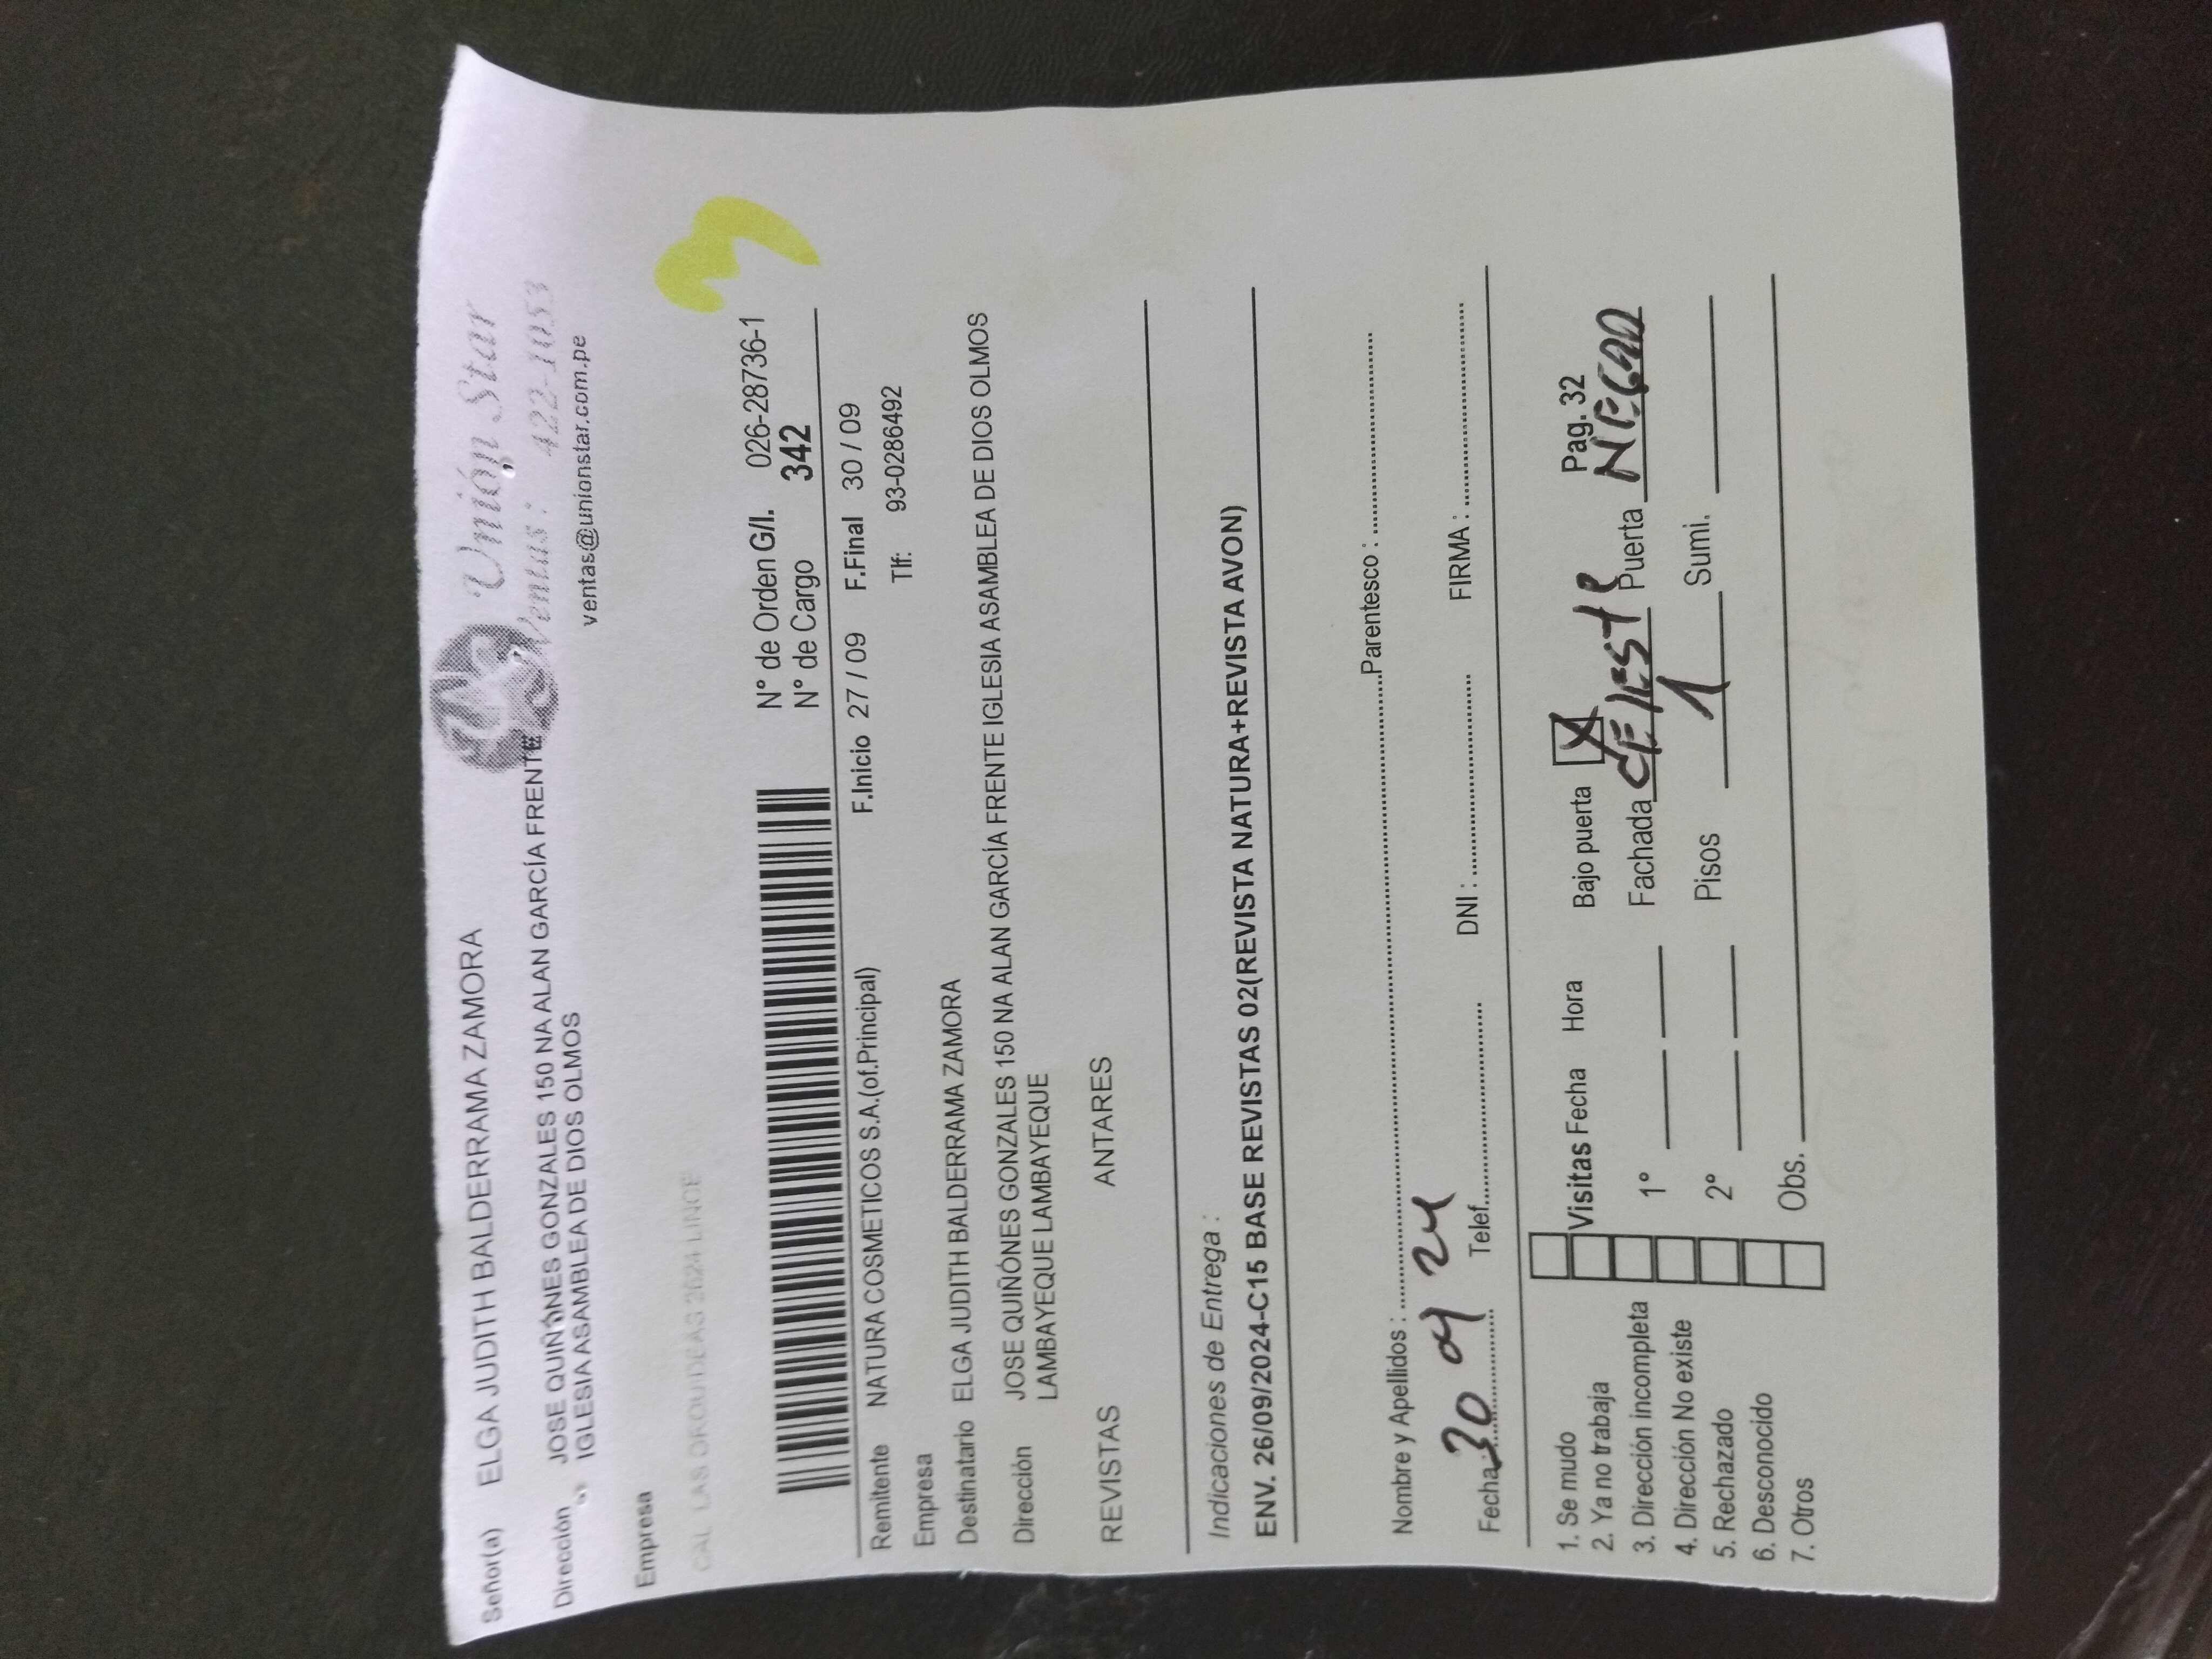 Unión Star
Ventas: 422-1053
ventas@unionstar.com.pe
Señor(a) ELGA JUDITH BALDERRAMA ZAMORA
Dirección JOSE QUIÑONES GONZALES 150 NA ALAN GARCÍA FRENTE
IGLESIA ASAMBLEA DE DIOS OLMOS
Empresa
CAL LAS ORQUIDEAS 2624 LINCE
N° de Orden G/I. 026-28736-1
N° de Cargo 342
F.Inicio 27 / 09 F.Final 30 / 09
Remitente NATURA COSMETICOS S.A.(of.Principal)
Tlf: 93-0286492
Empresa
Destinatario ELGA JUDITH BALDERRAMA ZAMORA
Dirección JOSE QUIÑONES GONZALES 150 NA ALAN GARCÍA FRENTE IGLESIA ASAMBLEA DE DIOS OLMOS
LAMBAYEQUE LAMBAYEQUE
REVISTAS ANTARES
Indicaciones de Entrega :
ENV. 26/09/2024-C15 BASE REVISTAS 02(REVISTA NATURA+REVISTA AVON)
Nombre y Apellidos : Parentesco :
Fecha: 30 09 24 Telef. DNI : FIRMA :
1. Se mudo
2. Ya no trabaja
3. Dirección incompleta
4. Dirección No existe
5. Rechazado
6. Desconocido
7. Otros
Visitas Fecha Hora
1°
2°
Obs.
Bajo puerta X Pag. 32
Fachada CELESTE Puerta NEGRO
Pisos 1 Sumi.